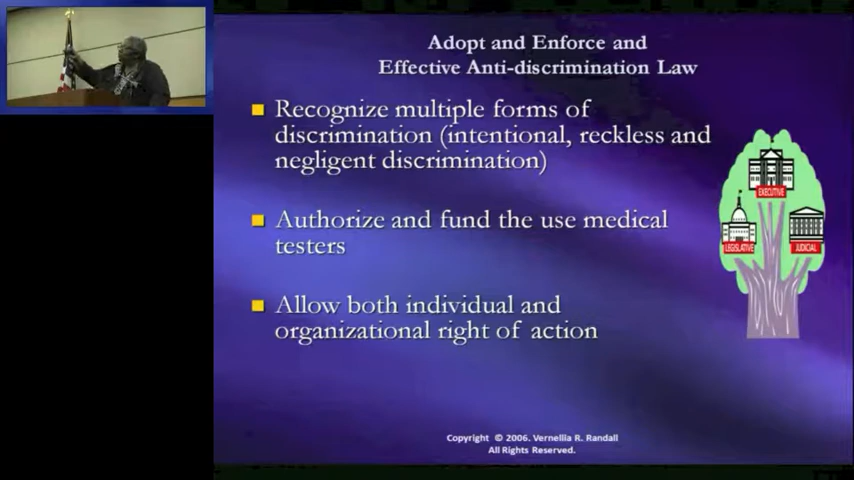 Adopt and Enforce and
Effective Anti-discrimination Law
Recognize multiple forms of
discrimination (intentional, reckless and
negligent discrimination)
Authorize and fund the use medical
testers
Allow both individual and
organizational right of action
EXECUTIVE
LEGISLATIVE
JUDICIAL
Copyright © 2006. Vernellia R. Randall
All Rights Reserved.